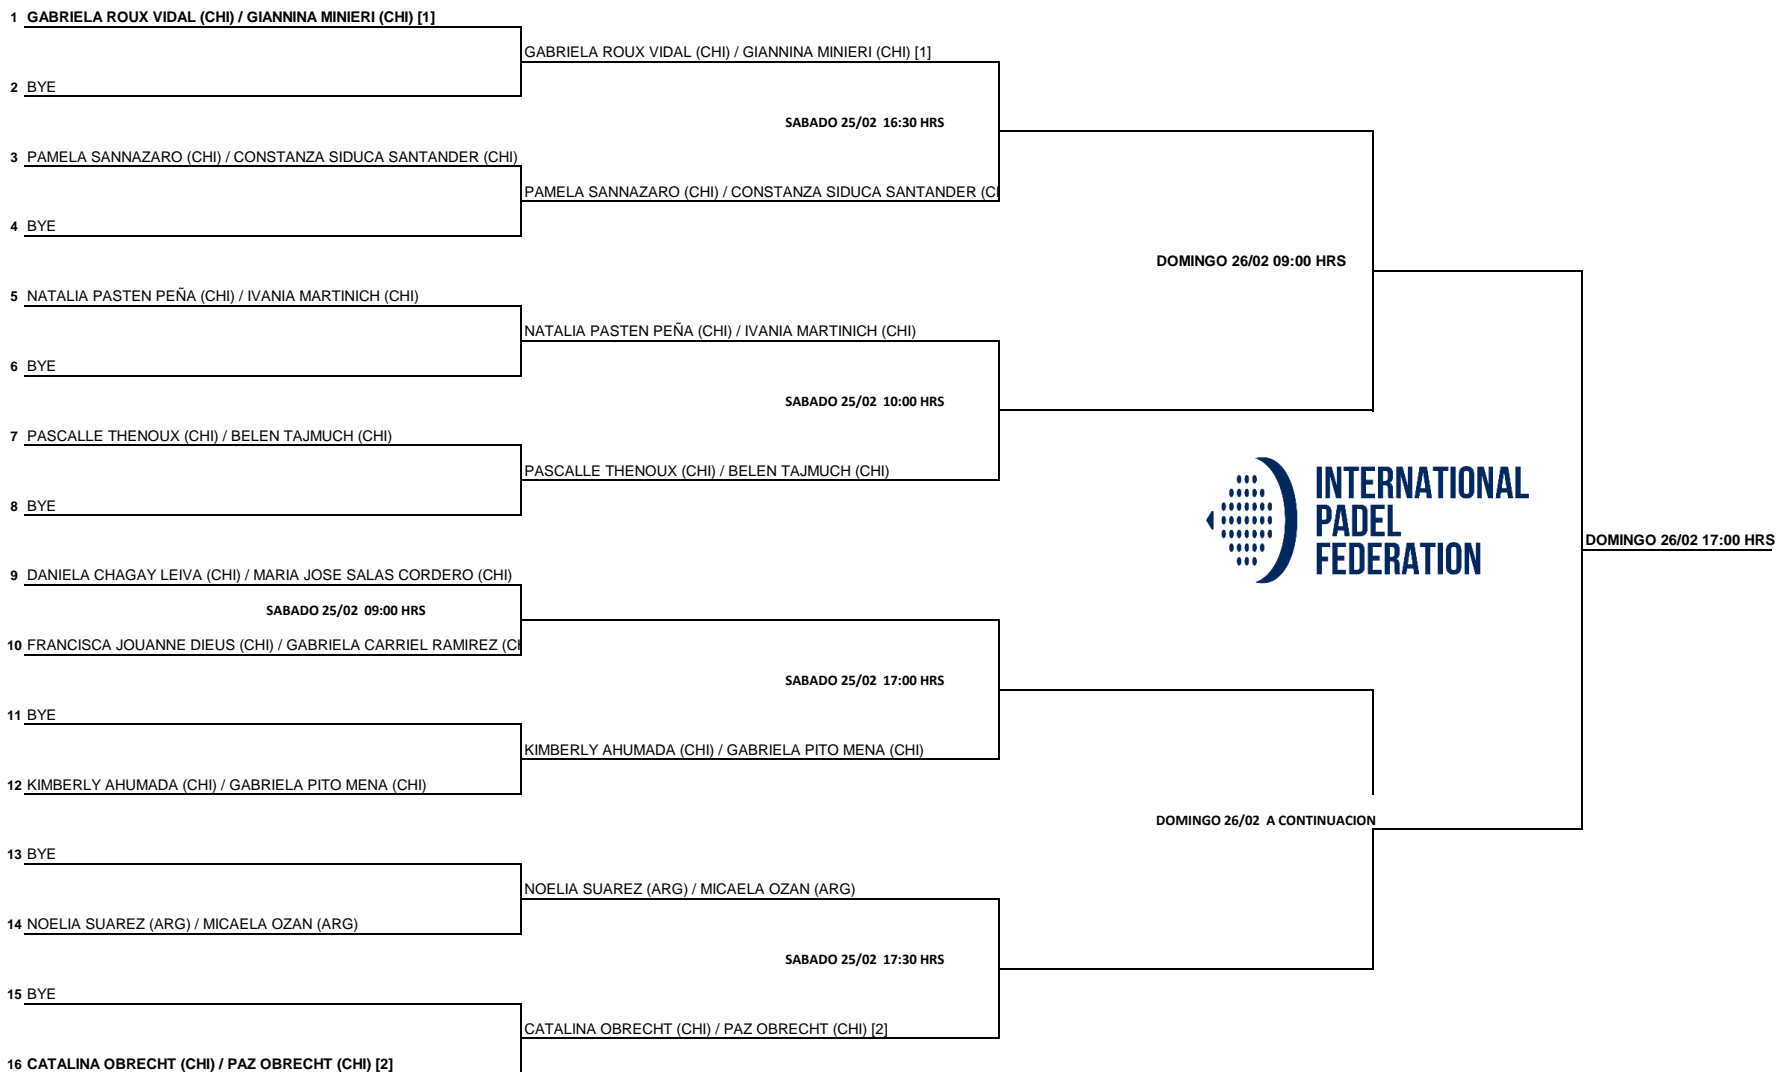 1 GABRIELA ROUX VIDAL (CHI) / GIANNINA MINIERI (CHI) [1]
GABRIELA ROUX VIDAL (CHI) / GIANNINA MINIERI (CHI) [1]
2 BYE
SABADO 25/02 16:30 HRS
3 PAMELA SANNAZARO (CHI) / CONSTANZA SIDUCA SANTANDER (CHI)
PAMELA SANNAZARO (CHI) / CONSTANZA SIDUCA SANTANDER (C
4 BYE
DOMINGO 26/02 09:00 HRS
5 NATALIA PASTEN PEÑA (CHI) / IVANIA MARTINICH (CHI)
NATALIA PASTEN PEÑA (CHI) / IVANIA MARTINICH (CHI)
6 BYE
SABADO 25/02 10:00 HRS
7 PASCALLE THENOUX (CHI) / BELEN TAJMUCH (CHI)
PASCALLE THENOUX (CHI) / BELEN TAJMUCH (CHI)
8 BYE
INTERNATIONAL
PADEL
FEDERATION
DOMINGO 26/02 17:00 HRS
9 DANIELA CHAGAY LEIVA (CHI) / MARIA JOSE SALAS CORDERO (CHI)
SABADO 25/02 09:00 HRS
10 FRANCISCA JOUANNE DIEUS (CHI) / GABRIELA CARRIEL RAMIREZ (C
SABADO 25/02 17:00 HRS
11 BYE
KIMBERLY AHUMADA (CHI) / GABRIELA PITO MENA (CHI)
12 KIMBERLY AHUMADA (CHI) / GABRIELA PITO MENA (CHI)
DOMINGO 26/02 A CONTINUACION
13 BYE
NOELIA SUAREZ (ARG) / MICAELA OZAN (ARG)
14 NOELIA SUAREZ (ARG) / MICAELA OZAN (ARG)
SABADO 25/02 17:30 HRS
15 BYE
CATALINA OBRECHT (CHI) / PAZ OBRECHT (CHI) [2]
16 CATALINA OBRECHT (CHI) / PAZ OBRECHT (CHI) [2]